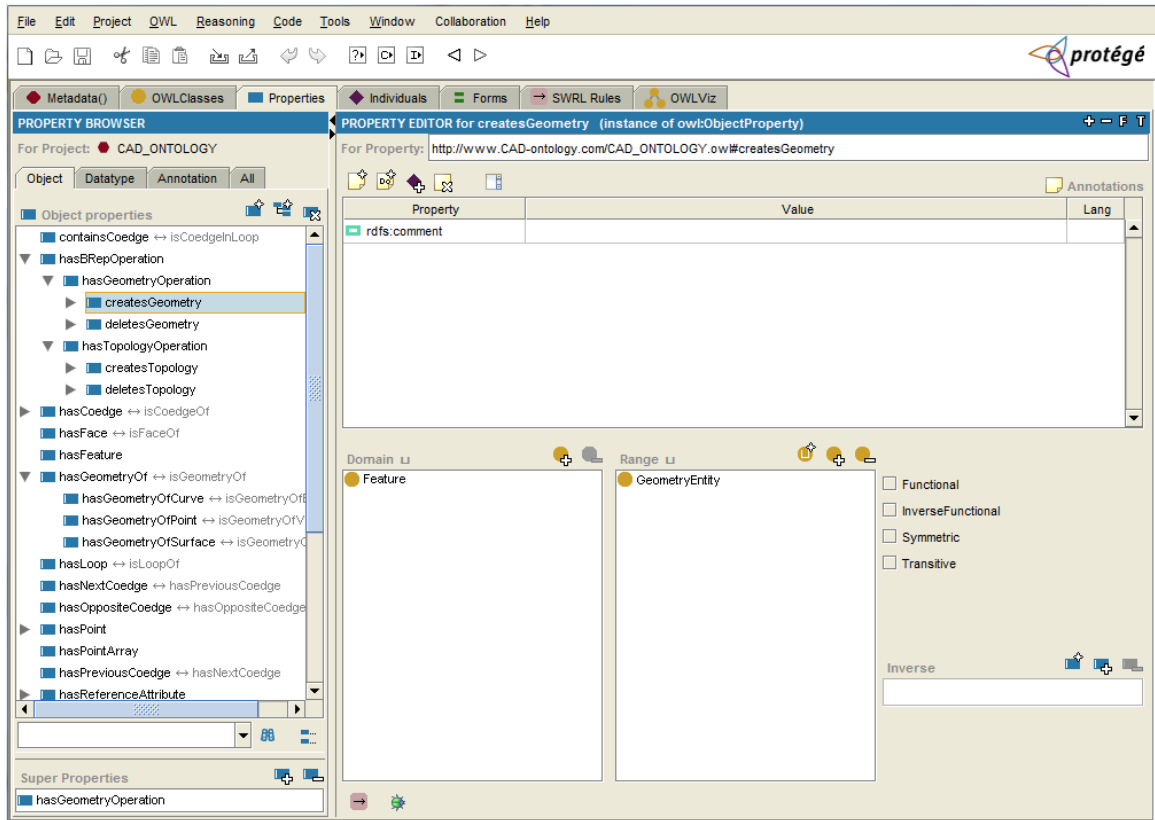 File Edit Project OWL Reasoning Code Tools Window Collaboration Help
protégé
Metadata() OWLClasses Properties Individuals Forms SWRL Rules OWLViz
PROPERTY BROWSER
For Project: CAD_ONTOLOGY
Object Datatype Annotation All
Object properties
containsCoedge ↔ isCoedgeInLoop
hasBRepOperation
hasGeometryOperation
createsGeometry
deletesGeometry
hasTopologyOperation
createsTopology
deletesTopology
hasCoedge ↔ isCoedgeOf
hasFace ↔ isFaceOf
hasFeature
hasGeometryOf ↔ isGeometryOf
hasGeometryOfCurve ↔ isGeometryOfE
hasGeometryOfPoint ↔ isGeometryOfV
hasGeometryOfSurface ↔ isGeometryO
hasLoop ↔ isLoopOf
hasNextCoedge ↔ hasPreviousCoedge
hasOppositeCoedge ↔ hasOppositeCoedge
hasPoint
hasPointArray
hasPreviousCoedge ↔ hasNextCoedge
hasReferenceAttribute
Super Properties
hasGeometryOperation
PROPERTY EDITOR for createsGeometry (instance of owl:ObjectProperty) F T
For Property: http://www.CAD-ontology.com/CAD_ONTOLOGY.owl#createsGeometry
Annotations
Property Value Lang
rdfs:comment
Domain ⊔
Feature
Range ⊔
GeometryEntity
Functional
InverseFunctional
Symmetric
Transitive
Inverse